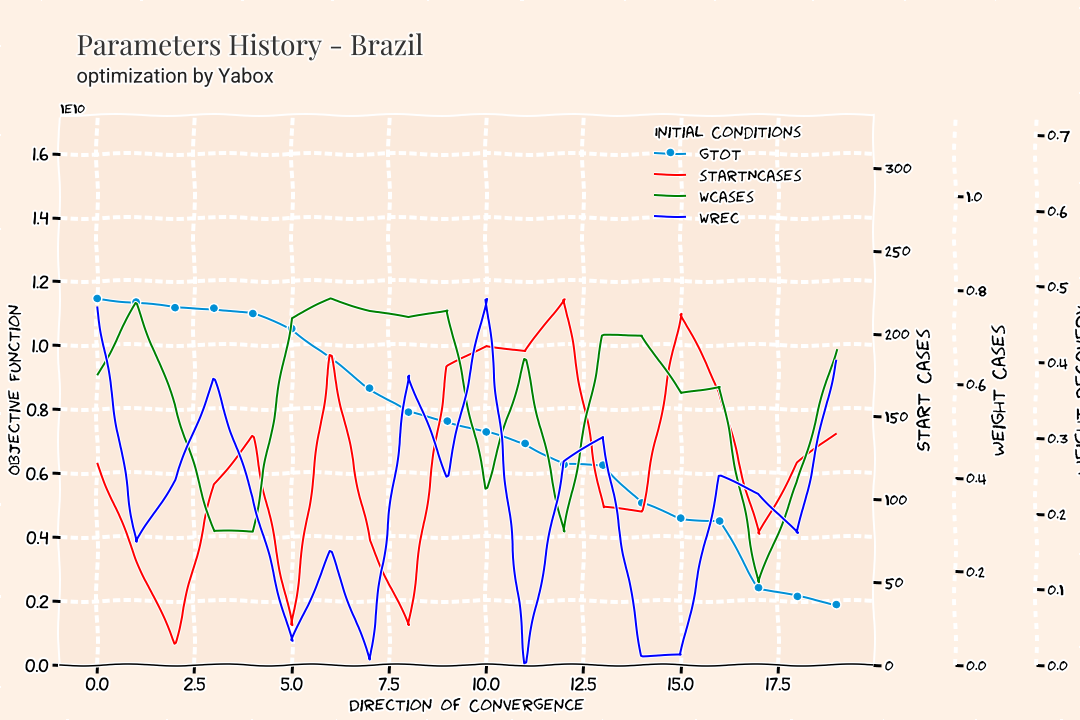 Parameters History - Brazil
optimization by Yabox
1E10
INITIAL CONDITIONS
GTOT
STARTNCASES
WCASES
WREC
1.6
1.4
1.2
1.0
0.8
0.6
0.4
0.2
0.0
OBJECTIVE FUNCTION
0.0 2.5 5.0 7.5 10.0 12.5 15.0 17.5
DIRECTION OF CONVERGENCE
300
250
200
150
100
50
0
START CASES
1.0
0.8
0.6
0.4
0.2
0.0
WEIGHT CASES
0.7
0.6
0.5
0.4
0.3
0.2
0.1
0.0